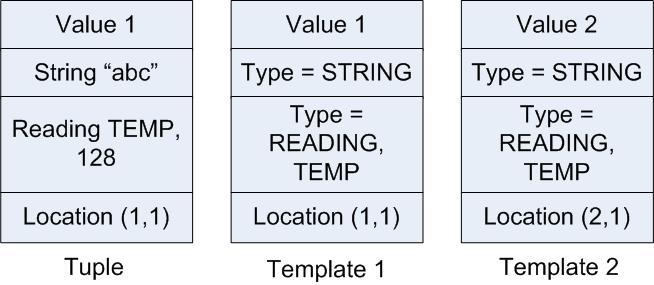 Value 1
String “abc”
Reading TEMP,
128
Location (1,1)
Tuple
Value 1
Type = STRING
Type =
READING,
TEMP
Location (1,1)
Template 1
Value 2
Type = STRING
Type =
READING,
TEMP
Location (2,1)
Template 2